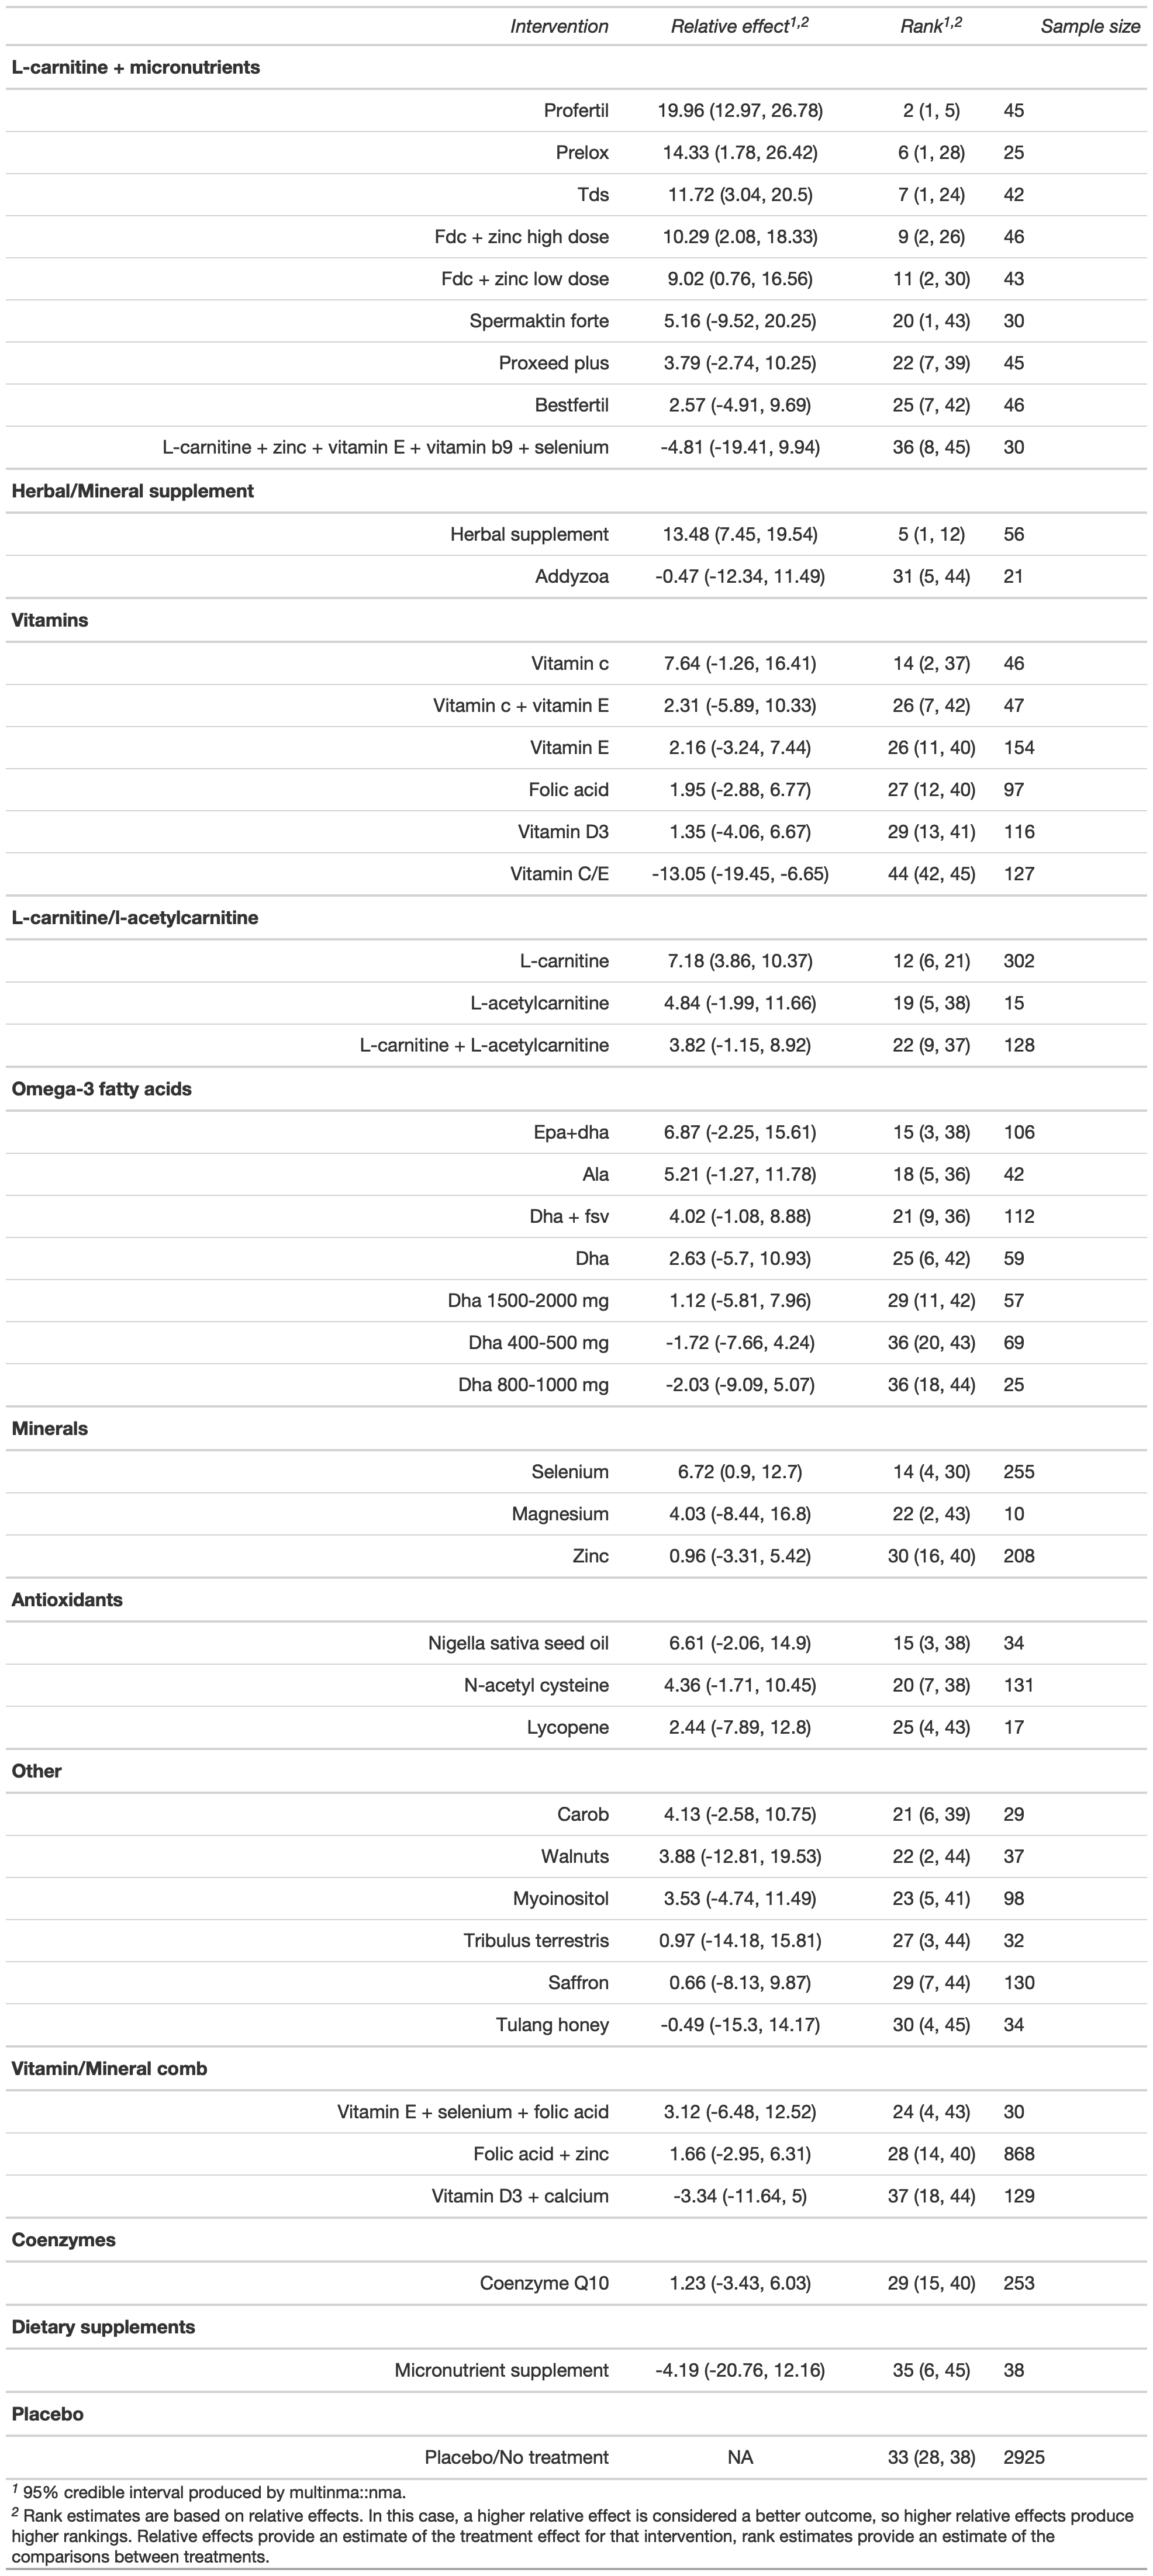 Intervention Relative effect1,2 Rank1,2 Sample size
L-carnitine + micronutrients
Profertil 19.96 (12.97, 26.78) 2 (1, 5) 45
Prelox 14.33 (1.78, 26.42) 6 (1, 28) 25
Tds 11.72 (3.04, 20.5) 7 (1, 24) 42
Fdc + zinc high dose 10.29 (2.08, 18.33) 9 (2, 26) 46
Fdc + zinc low dose 9.02 (0.76, 16.56) 11 (2, 30) 43
Spermaktin forte 5.16 (-9.52, 20.25) 20 (1, 43) 30
Proxeed plus 3.79 (-2.74, 10.25) 22 (7, 39) 45
Bestfertil 2.57 (-4.91, 9.69) 25 (7, 42) 46
L-carnitine + zinc + vitamin E + vitamin b9 + selenium -4.81 (-19.41, 9.94) 36 (8, 45) 30
Herbal/Mineral supplement
Herbal supplement 13.48 (7.45, 19.54) 5 (1, 12) 56
Addyzoa -0.47 (-12.34, 11.49) 31 (5, 44) 21
Vitamins
Vitamin c 7.64 (-1.26, 16.41) 14 (2, 37) 46
Vitamin c + vitamin E 2.31 (-5.89, 10.33) 26 (7, 42) 47
Vitamin E 2.16 (-3.24, 7.44) 26 (11, 40) 154
Folic acid 1.95 (-2.88, 6.77) 27 (12, 40) 97
Vitamin D3 1.35 (-4.06, 6.67) 29 (13, 41) 116
Vitamin C/E -13.05 (-19.45, -6.65) 44 (42, 45) 127
L-carnitine/l-acetylcarnitine
L-carnitine 7.18 (3.86, 10.37) 12 (6, 21) 302
L-acetylcarnitine 4.84 (-1.99, 11.66) 19 (5, 38) 15
L-carnitine + L-acetylcarnitine 3.82 (-1.15, 8.92) 22 (9, 37) 128
Omega-3 fatty acids
Epa+dha 6.87 (-2.25, 15.61) 15 (3, 38) 106
Ala 5.21 (-1.27, 11.78) 18 (5, 36) 42
Dha + fsv 4.02 (-1.08, 8.88) 21 (9, 36) 112
Dha 2.63 (-5.7, 10.93) 25 (6, 42) 59
Dha 1500-2000 mg 1.12 (-5.81, 7.96) 29 (11, 42) 57
Dha 400-500 mg -1.72 (-7.66, 4.24) 36 (20, 43) 69
Dha 800-1000 mg -2.03 (-9.09, 5.07) 36 (18, 44) 25
Minerals
Selenium 6.72 (0.9, 12.7) 14 (4, 30) 255
Magnesium 4.03 (-8.44, 16.8) 22 (2, 43) 10
Zinc 0.96 (-3.31, 5.42) 30 (16, 40) 208
Antioxidants
Nigella sativa seed oil 6.61 (-2.06, 14.9) 15 (3, 38) 34
N-acetyl cysteine 4.36 (-1.71, 10.45) 20 (7, 38) 131
Lycopene 2.44 (-7.89, 12.8) 25 (4, 43) 17
Other
Carob 4.13 (-2.58, 10.75) 21 (6, 39) 29
Walnuts 3.88 (-12.81, 19.53) 22 (2, 44) 37
Myoinositol 3.53 (-4.74, 11.49) 23 (5, 41) 98
Tribulus terrestris 0.97 (-14.18, 15.81) 27 (3, 44) 32
Saffron 0.66 (-8.13, 9.87) 29 (7, 44) 130
Tulang honey -0.49 (-15.3, 14.17) 30 (4, 45) 34
Vitamin/Mineral comb
Vitamin E + selenium + folic acid 3.12 (-6.48, 12.52) 24 (4, 43) 30
Folic acid + zinc 1.66 (-2.95, 6.31) 28 (14, 40) 868
Vitamin D3 + calcium -3.34 (-11.64, 5) 37 (18, 44) 129
Coenzymes
Coenzyme Q10 1.23 (-3.43, 6.03) 29 (15, 40) 253
Dietary supplements
Micronutrient supplement -4.19 (-20.76, 12.16) 35 (6, 45) 38
Placebo
Placebo/No treatment NA 33 (28, 38) 2925
1 95% credible interval produced by multinma::nma.
2 Rank estimates are based on relative effects. In this case, a higher relative effect is considered a better outcome, so higher relative effects produce
higher rankings. Relative effects provide an estimate of the treatment effect for that intervention, rank estimates provide an estimate of the
comparisons between treatments.